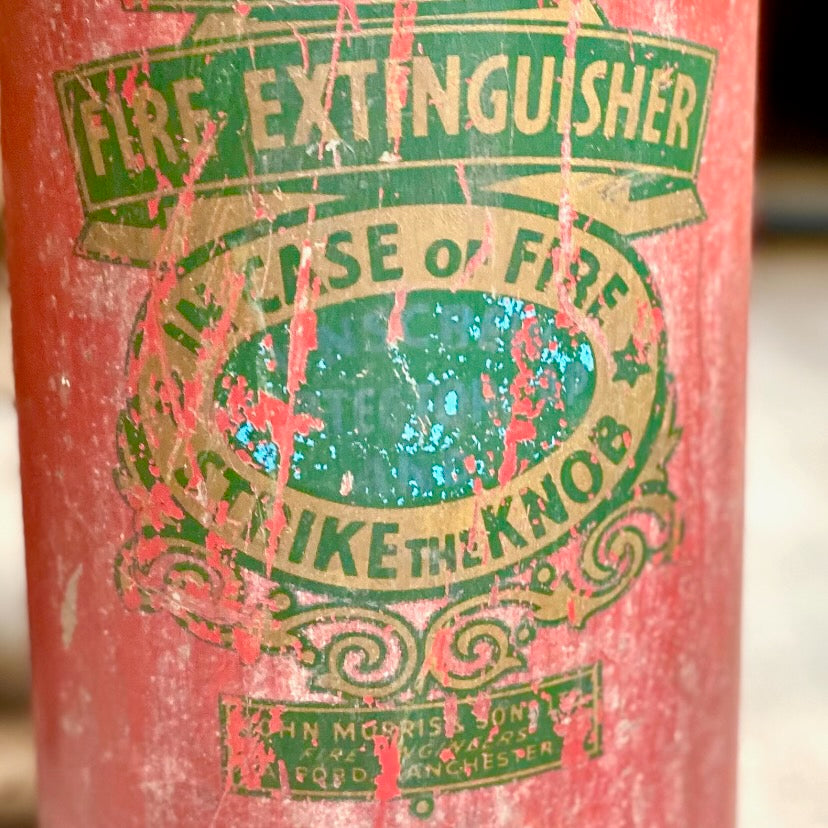 FIRE EXTINGUISHER
IN CASE OF FIRE
STRIKE THE KNOB
JOHN MORRIS & SONS
FIRE ENGINEERS
SALFORD, MANCHESTER